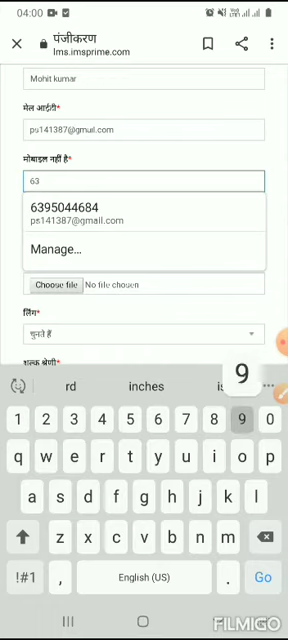 04:00
पंजीकरण
lms.imsprime.com
Mohit kumar
मेल आईटी*
ps141387@gmail.com
मोबाइल नहीं है*
63
6395044684
ps141387@gmail.com
Manage...
Choose file No file chosen
लिंग*
चुनते हैं
शुल्क श्रेणी*
rd inches is
9
1 2 3 4 5 6 7 8 9 0
q w e r t y u i o p
a s d f g h j k l
z x c v b n m
!#1 , English (US) . Go
FILMIGO